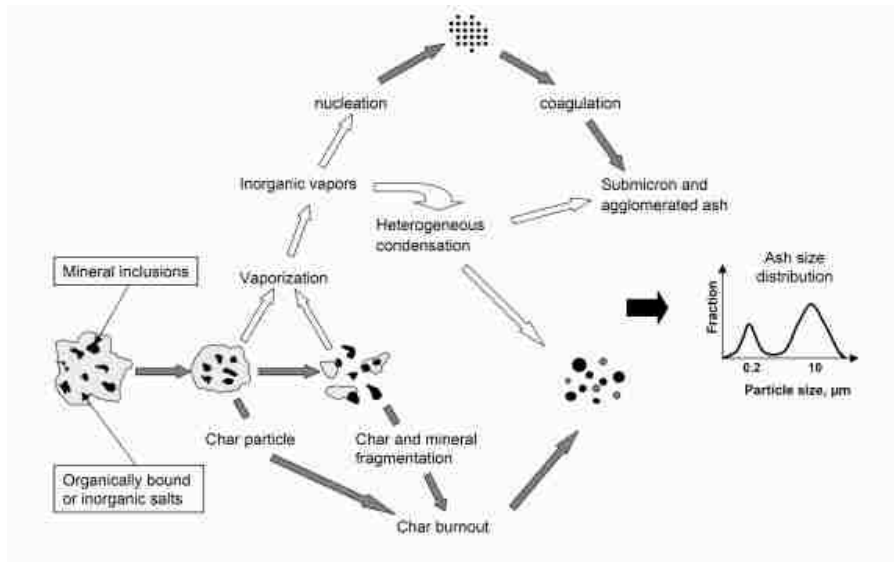 nucleation
coagulation
Inorganic vapors
Submicron and
agglomerated ash
Heterogeneous
condensation
Mineral inclusions
Vaporization
Ash size
distribution
Fraction
0.2
10
Particle size, µm
Char particle
Char and mineral
fragmentation
Organically bound
or inorganic salts
Char burnout